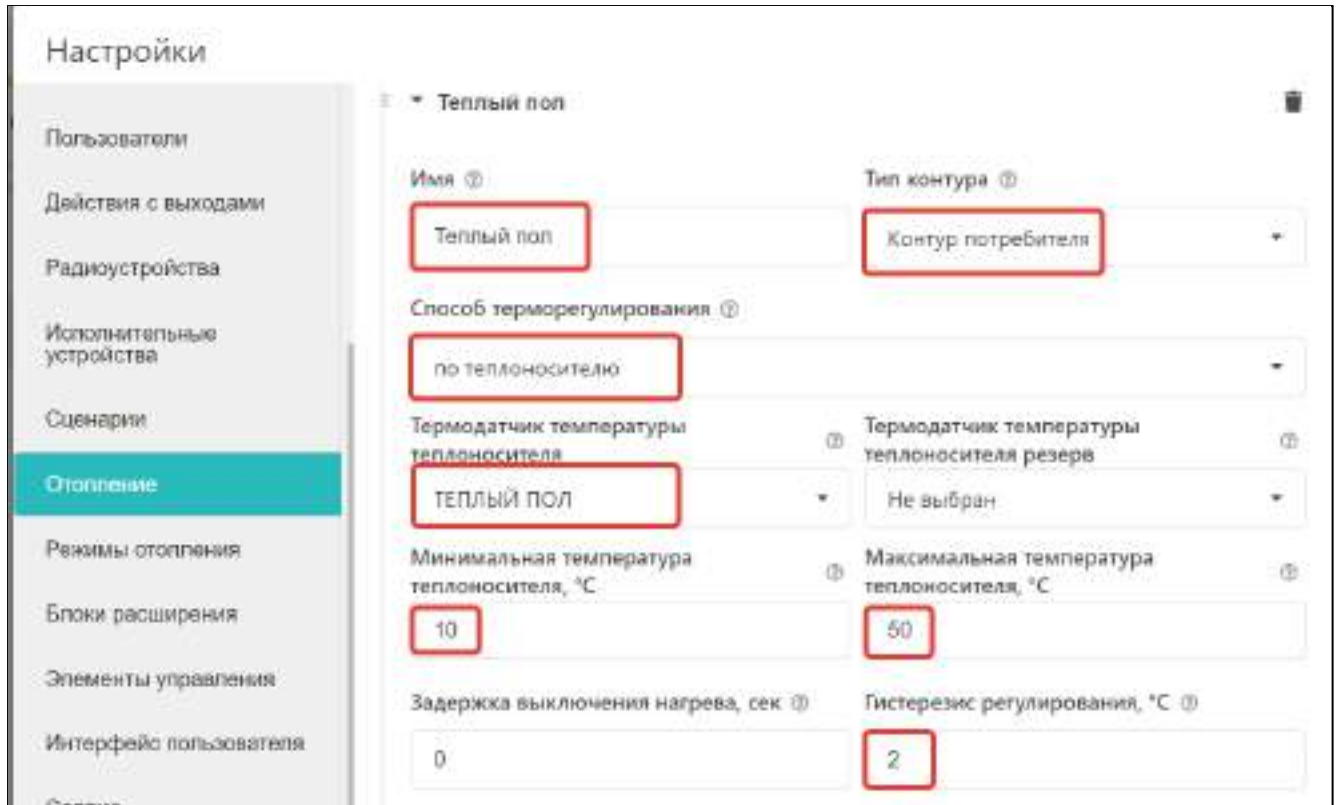 Настройки
Теплый пол
Пользователи
Действия с выходами
Радиоустройства
Исполнительные
устройства
Сценарии
Отопление
Режимы отопления
Блоки расширения
Элементы управления
Интерфейс пользователя
Имя
Тип контура
Теплый пол
Контур потребителя
Способ терморегулирования
по теплоносителю
Термодатчик температуры
теплоносителя
Термодатчик температуры
теплоносителя резерв
ТЕПЛЫЙ ПОЛ
Не выбран
Минимальная температура
теплоносителя, °C
Максимальная температура
теплоносителя, °C
10
50
Задержка выключения нагрева, сек
Гистерезис регулирования, °C
0
2